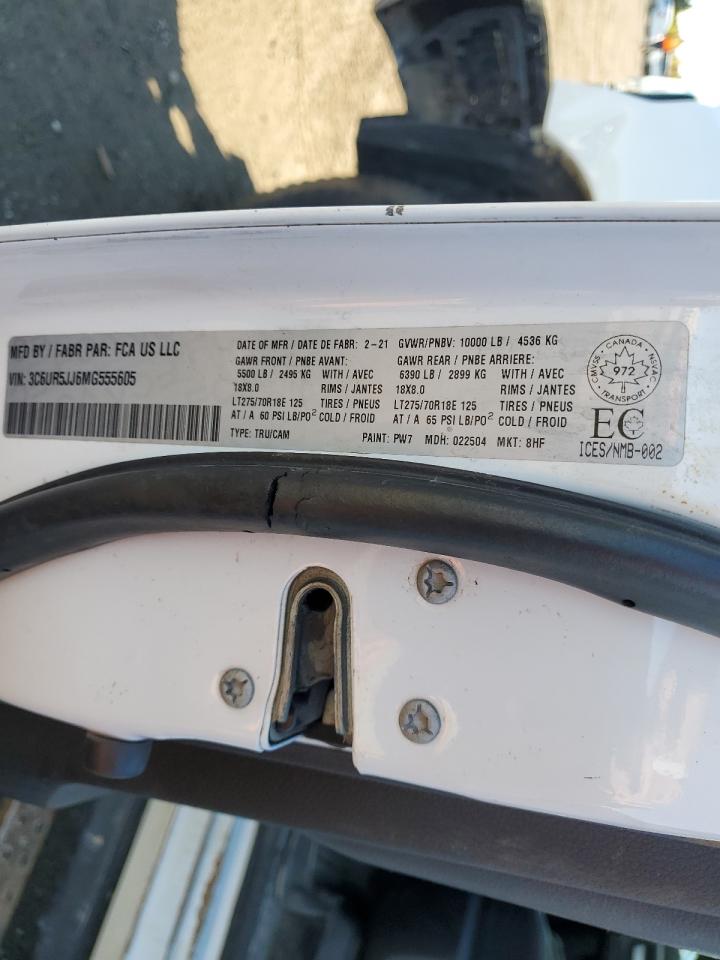 MFD BY / FABR PAR: FCA US LLC
VIN: 3C6UR5JJ6MG555605
DATE OF MFR / DATE DE FABR: 2-21 GVWR/PNBV: 10000 LB / 4536 KG
GAWR FRONT / PNBE AVANT: GAWR REAR / PNBE ARRIERE:
5500 LB / 2495 KG WITH / AVEC 6390 LB / 2899 KG WITH / AVEC
18X8.0 RIMS / JANTES 18X8.0 RIMS / JANTES
LT275/70R18E 125 TIRES / PNEUS LT275/70R18E 125 TIRES / PNEUS
AT / A 60 PSI LB/PO² COLD / FROID AT / A 65 PSI LB/PO² COLD / FROID
TYPE: TRU/CAM PAINT: PW7 MDH: 022504 MKT: 8HF
CMVSS · CANADA · NSVAC
972
TRANSPORT
EC
ICES/NMB-002